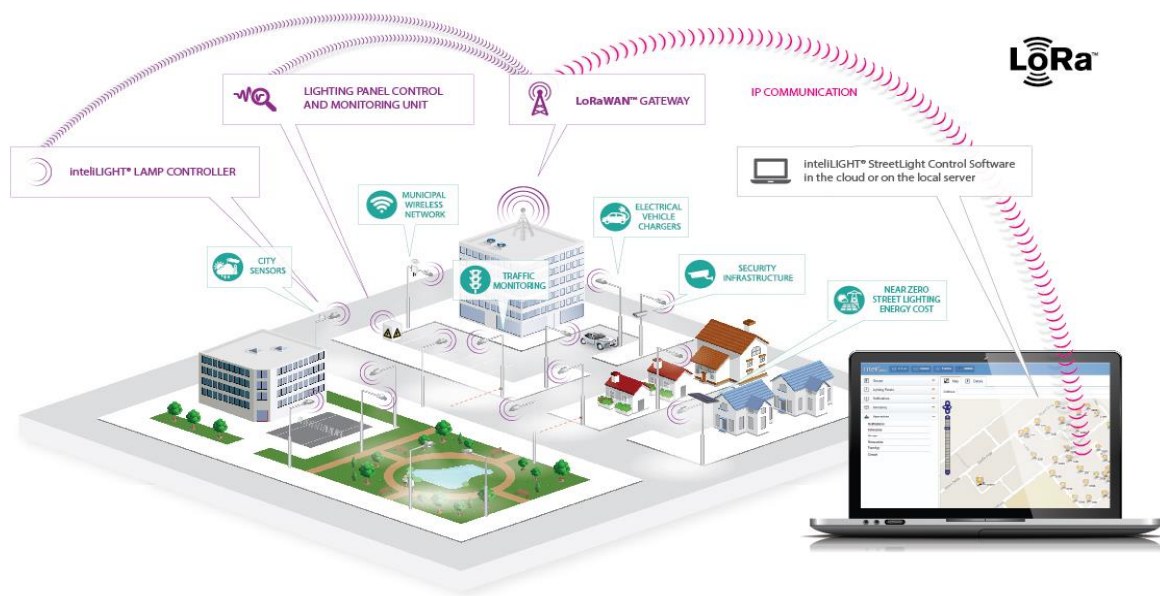 LoRa™
LIGHTING PANEL CONTROL
AND MONITORING UNIT
LoRaWAN™ GATEWAY
IP COMMUNICATION
inteliLIGHT® LAMP CONTROLLER
inteliLIGHT® StreetLight Control Software
in the cloud or on the local server
MUNICIPAL
WIRELESS
NETWORK
ELECTRICAL
VEHICLE
CHARGERS
CITY
SENSORS
TRAFFIC
MONITORING
SECURITY
INFRASTRUCTURE
NEAR ZERO
STREET LIGHTING
ENERGY COST